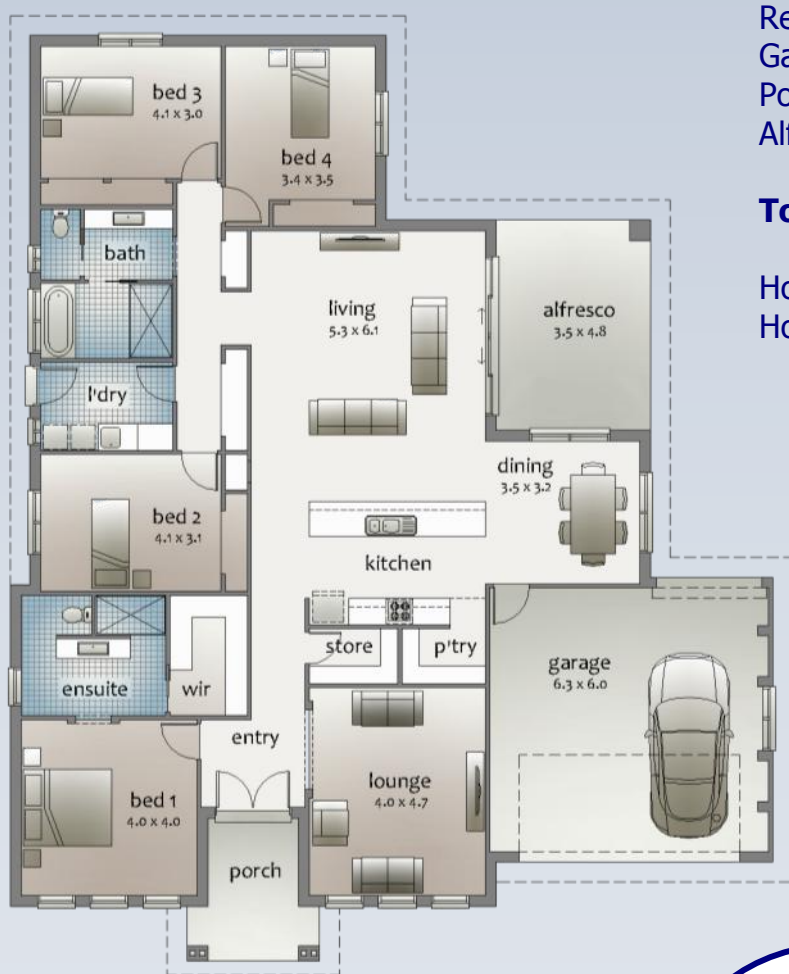 bed 3
4.1 x 3.0
bed 4
3.4 x 3.5
bath
living
5.3 x 6.1
alfresco
3.5 x 4.8
l'dry
dining
3.5 x 3.2
bed 2
4.1 x 3.1
kitchen
store
p'try
garage
6.3 x 6.0
ensuite
wir
entry
lounge
4.0 x 4.7
bed 1
4.0 x 4.0
porch
Re
Ga
Po
Alf
To
Ho
Ho